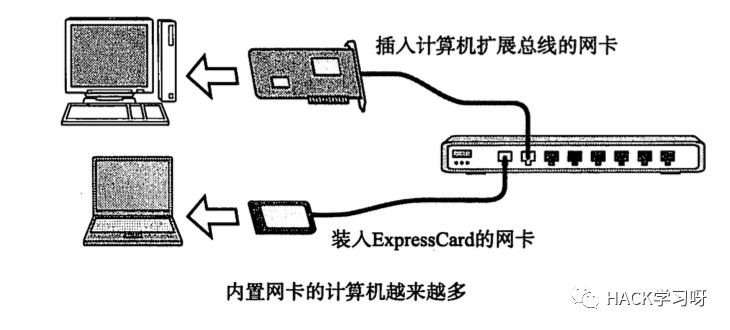 插入计算机扩展总线的网卡
装入ExpressCard的网卡
内置网卡的计算机越来越多
HACK学习呀